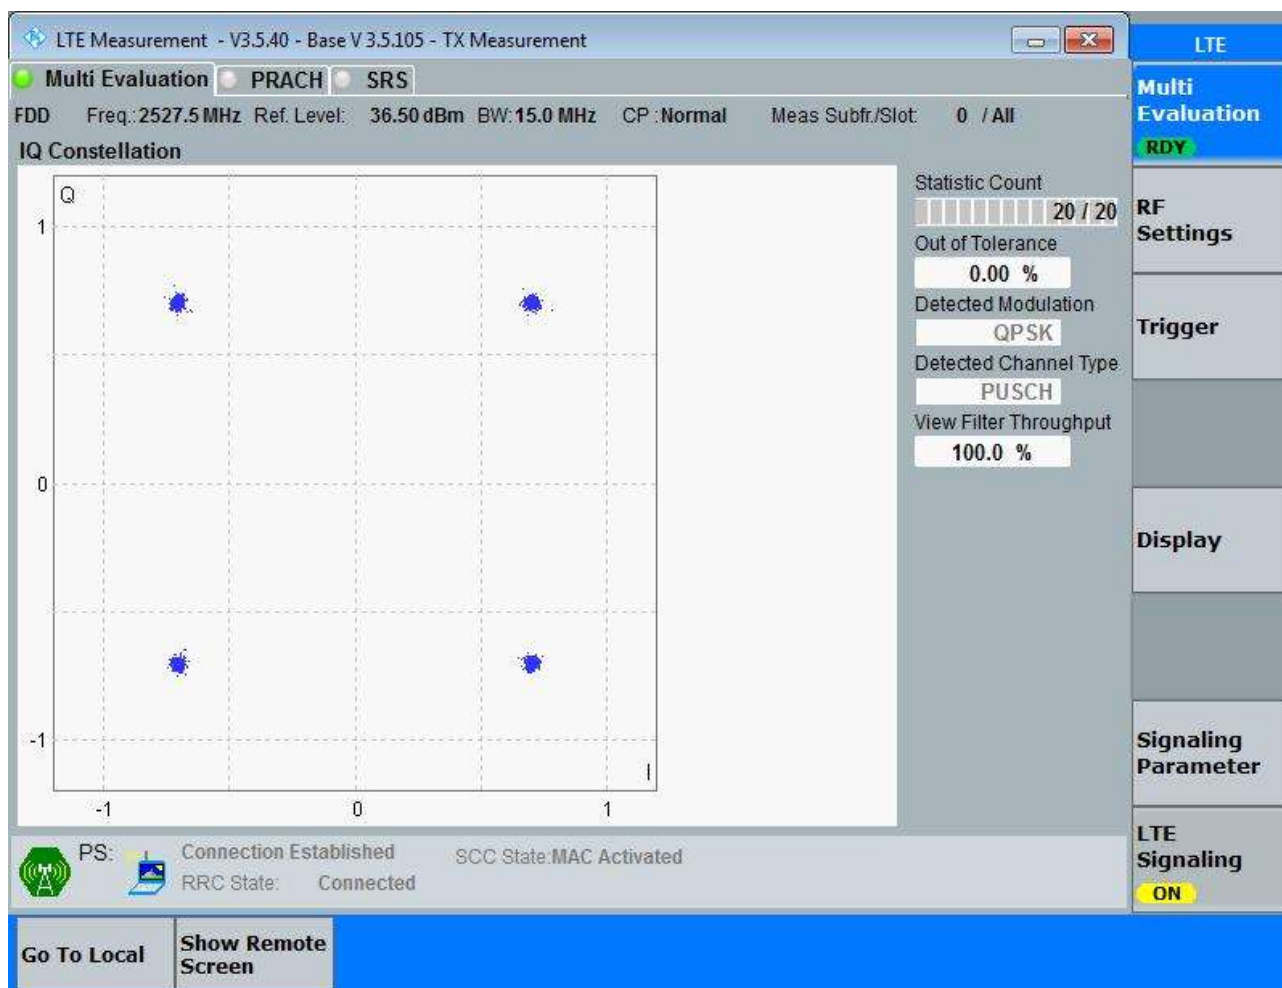 LTE Measurement - V3.5.40 - Base V 3.5.105 - TX Measurement
LTE
Multi Evaluation PRACH SRS
FDD Freq.:2527.5 MHz Ref. Level: 36.50 dBm BW:15.0 MHz CP :Normal Meas Subfr./Slot: 0 / All
IQ Constellation
Q
1
0
-1
I
-1 0 1
Statistic Count
20 / 20
Out of Tolerance
0.00 %
Detected Modulation
QPSK
Detected Channel Type
PUSCH
View Filter Throughput
100.0 %
PS: Connection Established SCC State:MAC Activated
RRC State: Connected
Multi
Evaluation
RDY
RF
Settings
Trigger
Display
Signaling
Parameter
LTE
Signaling
ON
Go To Local
Show Remote
Screen